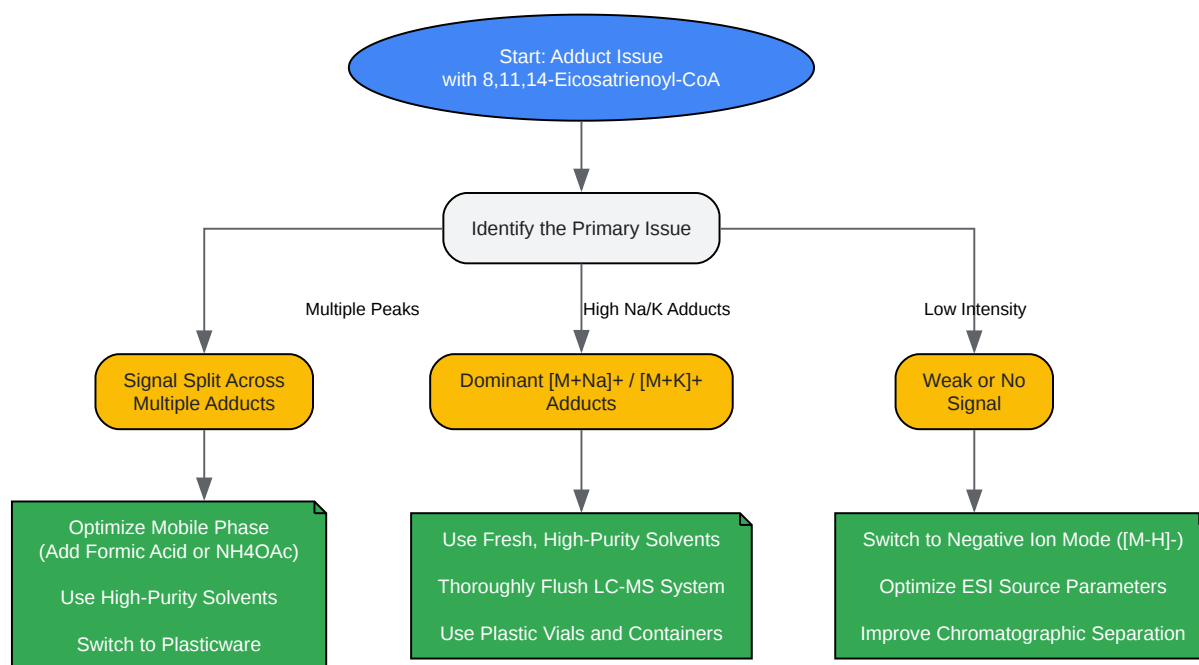 Start: Adduct Issue
with 8,11,14-Eicosatrienoyl-CoA
Identify the Primary Issue
Multiple Peaks
High Na/K Adducts
Low Intensity
Signal Split Across
Multiple Adducts
Dominant [M+Na]+ / [M+K]+
Adducts
Weak or No
Signal
Optimize Mobile Phase
(Add Formic Acid or NH4OAc)
Use High-Purity Solvents
Switch to Plasticware
Use Fresh, High-Purity Solvents
Thoroughly Flush LC-MS System
Use Plastic Vials and Containers
Switch to Negative Ion Mode ([M-H]-)
Optimize ESI Source Parameters
Improve Chromatographic Separation